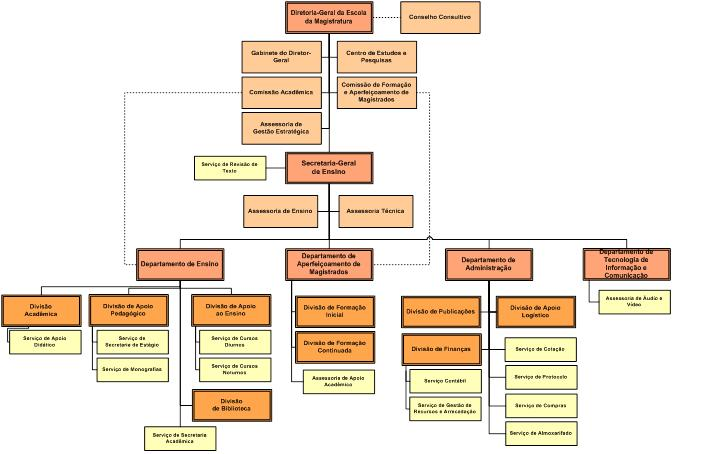 Diretoria-Geral da Escola
da Magistratura
Conselho Consultivo
Gabinete do Diretor-
Geral
Centro de Estudos e
Pesquisas
Comissão Acadêmica
Comissão de Formação
e Aperfeiçoamento de
Magistrados
Assessoria de
Gestão Estratégica
Secretaria-Geral
de Ensino
Serviço de Revisão de
Texto
Assessoria de Ensino
Assessoria Técnica
Departamento de Ensino
Departamento de
Aperfeiçoamento de
Magistrados
Departamento de
Administração
Departamento de
Tecnologia de
Informação e
Comunicação
Divisão
Acadêmica
Divisão de Apoio
Pedagógico
Divisão de Apoio
ao Ensino
Divisão de Formação
Inicial
Divisão de Publicações
Divisão de Apoio
Logístico
Assessoria de Áudio e
Vídeo
Serviço de Apoio
Didático
Serviço de
Secretaria de Estágio
Serviço de Cursos
Diurnos
Divisão de Formação
Continuada
Divisão de Finanças
Serviço de Cotação
Serviço de Monografias
Serviço de Cursos
Noturnos
Assessoria de Apoio
Acadêmico
Serviço Contábil
Serviço de Protocolo
Divisão
de Biblioteca
Serviço de Gestão de
Recursos e Arrecadação
Serviço de Compras
Serviço de Secretaria
Acadêmica
Serviço de Almoxarifado